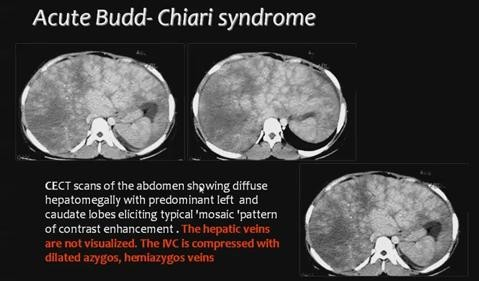 Acute Budd- Chiari syndrome
CECT scans of the abdomen showing diffuse
hepatomegally with predominant left and
caudate lobes eliciting typical 'mosaic 'pattern
of contrast enhancement . The hepatic veins
are not visualized. The IVC is compressed with
dilated azygos, hemiazygos veins